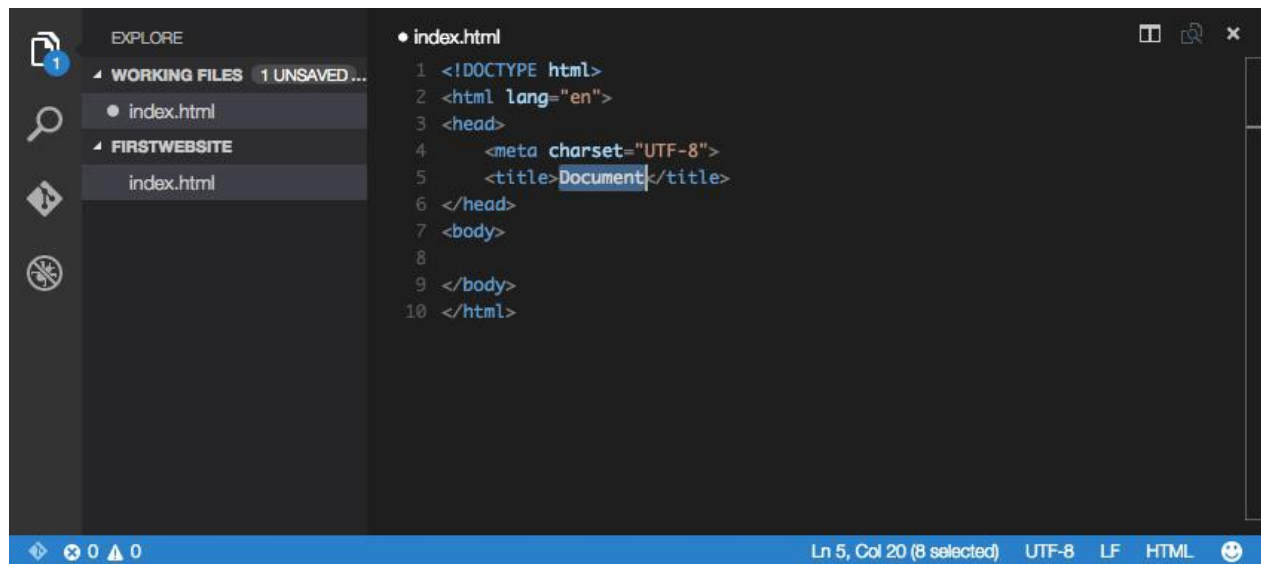 EXPLORE
WORKING FILES 1 UNSAVED ...
index.html
FIRSTWEBSITE
index.html
1
index.html
1 <!DOCTYPE html>
2 <html lang="en">
3 <head>
4 <meta charset="UTF-8">
5 <title>Document</title>
6 </head>
7 <body>
8
9 </body>
10 </html>
0 0
Ln 5, Col 20 (8 selected) UTF-8 LF HTML